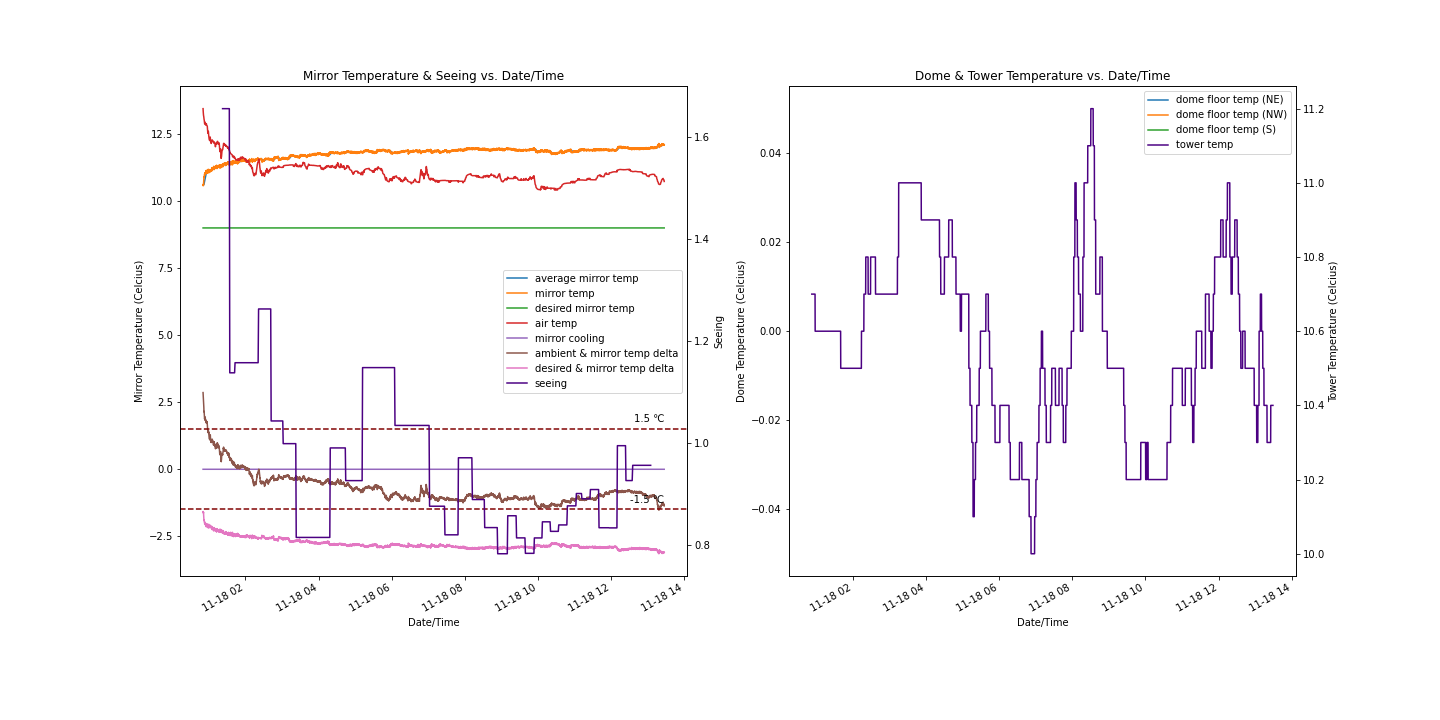 Mirror Temperature & Seeing vs. Date/Time
Mirror Temperature (Celcius)
12.5
10.0
7.5
5.0
2.5
0.0
−2.5
average mirror temp
mirror temp
desired mirror temp
air temp
mirror cooling
ambient & mirror temp delta
desired & mirror temp delta
seeing
1.5 °C
-1.5 °C
1.6
1.4
1.2
1.0
0.8
Seeing
11-18 02
11-18 04
11-18 06
11-18 08
11-18 10
11-18 12
11-18 14
Date/Time
Dome & Tower Temperature vs. Date/Time
Dome Temperature (Celcius)
0.04
0.02
0.00
−0.02
−0.04
dome floor temp (NE)
dome floor temp (NW)
dome floor temp (S)
tower temp
11.2
11.0
10.8
10.6
10.4
10.2
10.0
Tower Temperature (Celcius)
11-18 02
11-18 04
11-18 06
11-18 08
11-18 10
11-18 12
11-18 14
Date/Time